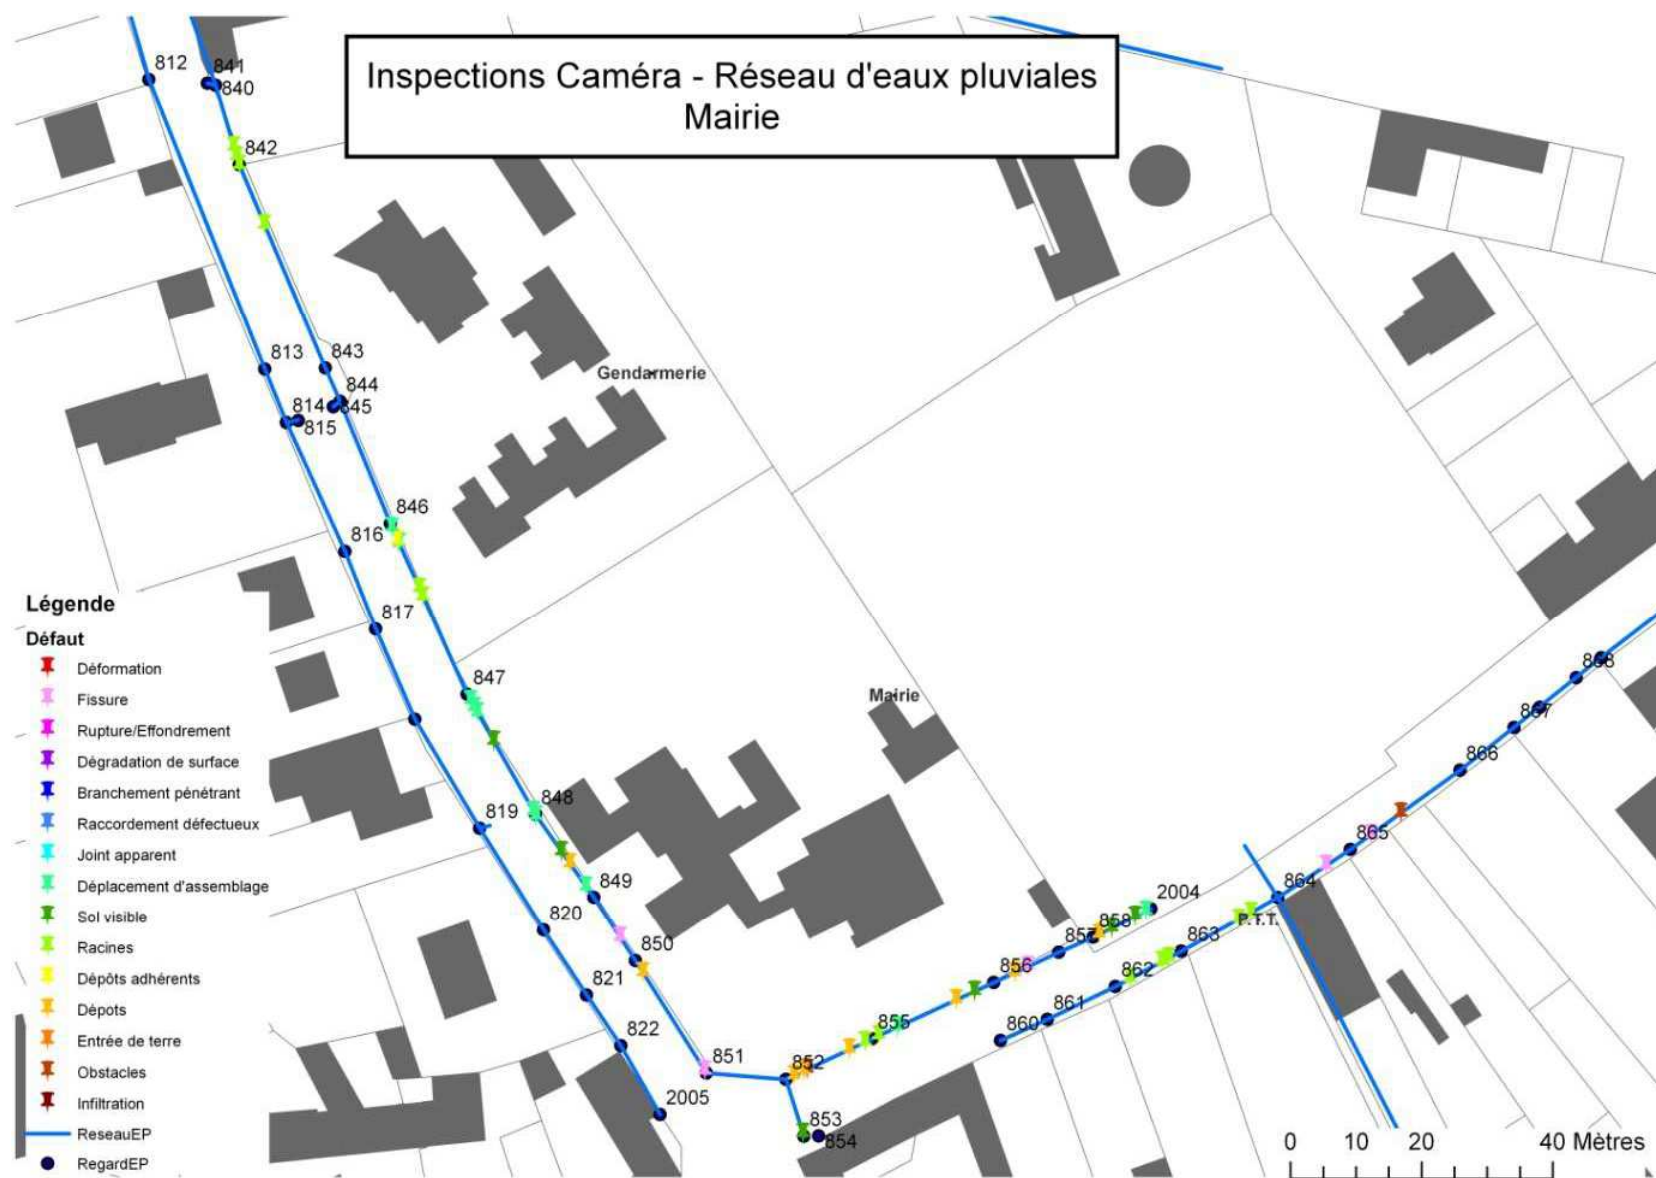 Inspections Caméra - Réseau d'eaux pluviales
Mairie
812
841
840
842
813
843
844
814
845
815
Gendarmerie
846
816
817
847
Mairie
868
867
866
819
848
865
849
864
2004
P.T.T.
820
850
857
858
863
856
862
821
861
855
860
822
851
852
2005
853
854
Légende
Défaut
Déformation
Fissure
Rupture/Effondrement
Dégradation de surface
Branchement pénétrant
Raccordement défectueux
Joint apparent
Déplacement d'assemblage
Sol visible
Racines
Dépôts adhérents
Dépots
Entrée de terre
Obstacles
Infiltration
ReseauEP
RegardEP
0 10 20 40 Mètres